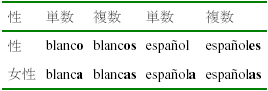 性 単数 複数 単数 複数
性 blanco blancos español españoles
女性 blanca blancas española españolas